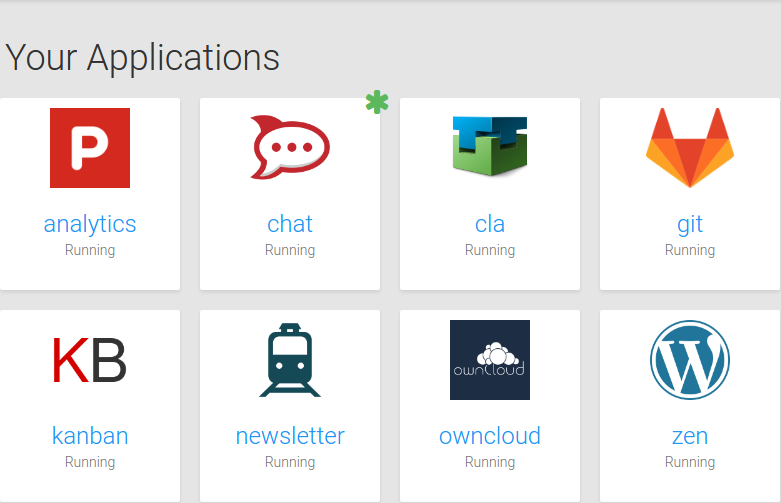 Your Applications
P
analytics
Running
chat
Running
cla
Running
git
Running
KB
kanban
Running
newsletter
Running
ownCloud
owncloud
Running
W
zen
Running